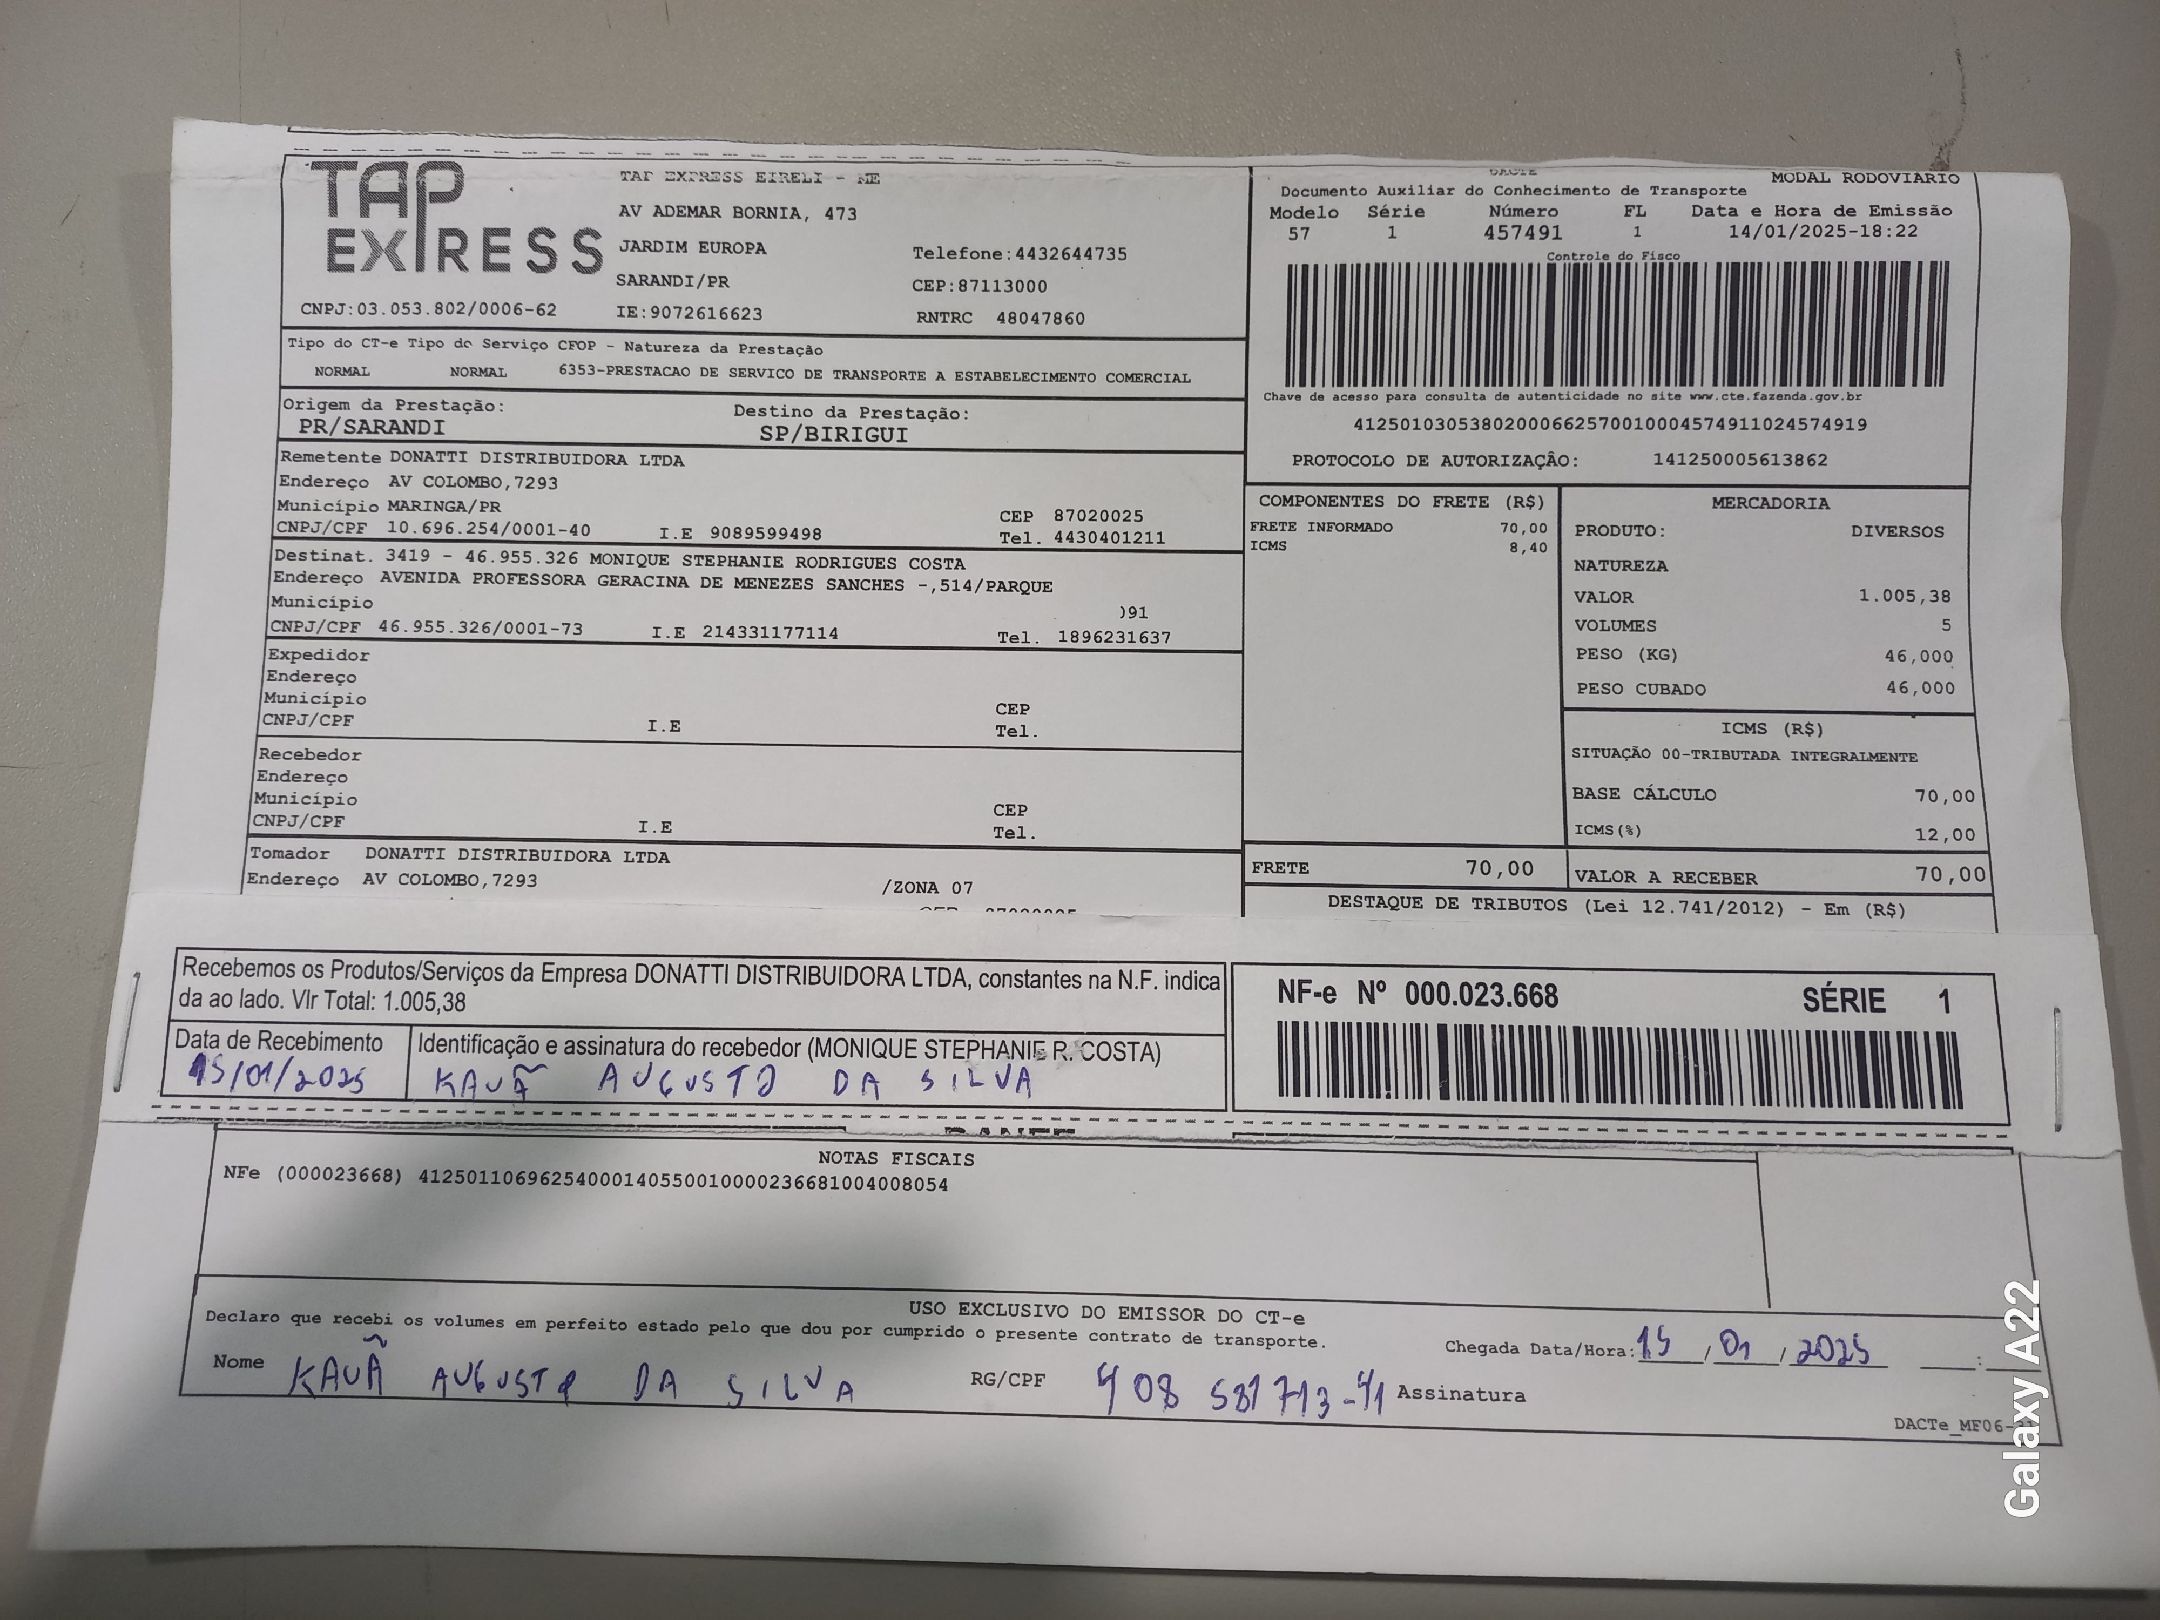 TAP EXPRESS
TAP EXPRESS EIRELI - ME
AV ADEMAR BORNIA, 473
JARDIM EUROPA Telefone:4432644735
SARANDI/PR CEP:87113000
CNPJ:03.053.802/0006-62 IE:9072616623 RNTRC 48047860
Tipo do CT-e Tipo do Serviço CFOP - Natureza da Prestação
NORMAL NORMAL 6353-PRESTACAO DE SERVICO DE TRANSPORTE A ESTABELECIMENTO COMERCIAL
Origem da Prestação: Destino da Prestação:
PR/SARANDI SP/BIRIGUI
Remetente DONATTI DISTRIBUIDORA LTDA
Endereço AV COLOMBO,7293
Município MARINGA/PR CEP 87020025
CNPJ/CPF 10.696.254/0001-40 I.E 9089599498 Tel. 4430401211
Destinat. 3419 - 46.955.326 MONIQUE STEPHANIE RODRIGUES COSTA
Endereço AVENIDA PROFESSORA GERACINA DE MENEZES SANCHES -,514/PARQUE
Município )91
CNPJ/CPF 46.955.326/0001-73 I.E 214331177114 Tel. 1896231637
Expedidor
Endereço
Município CEP
CNPJ/CPF I.E Tel.
Recebedor
Endereço
Município CEP
CNPJ/CPF I.E Tel.
Tomador DONATTI DISTRIBUIDORA LTDA
Endereço AV COLOMBO,7293 /ZONA 07
MODAL RODOVIARIO
Documento Auxiliar do Conhecimento de Transporte
Modelo Série Número FL Data e Hora de Emissão
57 1 457491 1 14/01/2025-18:22
Controle do Fisco
Chave de acesso para consulta de autenticidade no site www.cte.fazenda.gov.br
41250103053802000662570010004574911024574919
PROTOCOLO DE AUTORIZAÇÃO: 141250005613862
COMPONENTES DO FRETE (R$)
FRETE INFORMADO 70,00
ICMS 8,40
FRETE 70,00
MERCADORIA
PRODUTO: DIVERSOS
NATUREZA
VALOR 1.005,38
VOLUMES 5
PESO (KG) 46,000
PESO CUBADO 46,000
ICMS (R$)
SITUAÇÃO 00-TRIBUTADA INTEGRALMENTE
BASE CÁLCULO 70,00
ICMS(%) 12,00
VALOR A RECEBER 70,00
DESTAQUE DE TRIBUTOS (Lei 12.741/2012) - Em (R$)
Recebemos os Produtos/Serviços da Empresa DONATTI DISTRIBUIDORA LTDA, constantes na N.F. indica
da ao lado. Vlr Total: 1.005,38
Data de Recebimento Identificação e assinatura do recebedor (MONIQUE STEPHANIE R. COSTA)
15/01/2025 KAUÃ AUGUSTO DA SILVA
NF-e Nº 000.023.668 SÉRIE 1
NOTAS FISCAIS
NFe (000023668) 41250110696254000140550010000236681004008054
USO EXCLUSIVO DO EMISSOR DO CT-e
Declaro que recebi os volumes em perfeito estado pelo que dou por cumprido o presente contrato de transporte.
Chegada Data/Hora: 15/01/2025 :
Nome KAUÃ AUGUSTO DA SILVA RG/CPF 408 581713-41 Assinatura
DACTe_MF06-
Galaxy A22